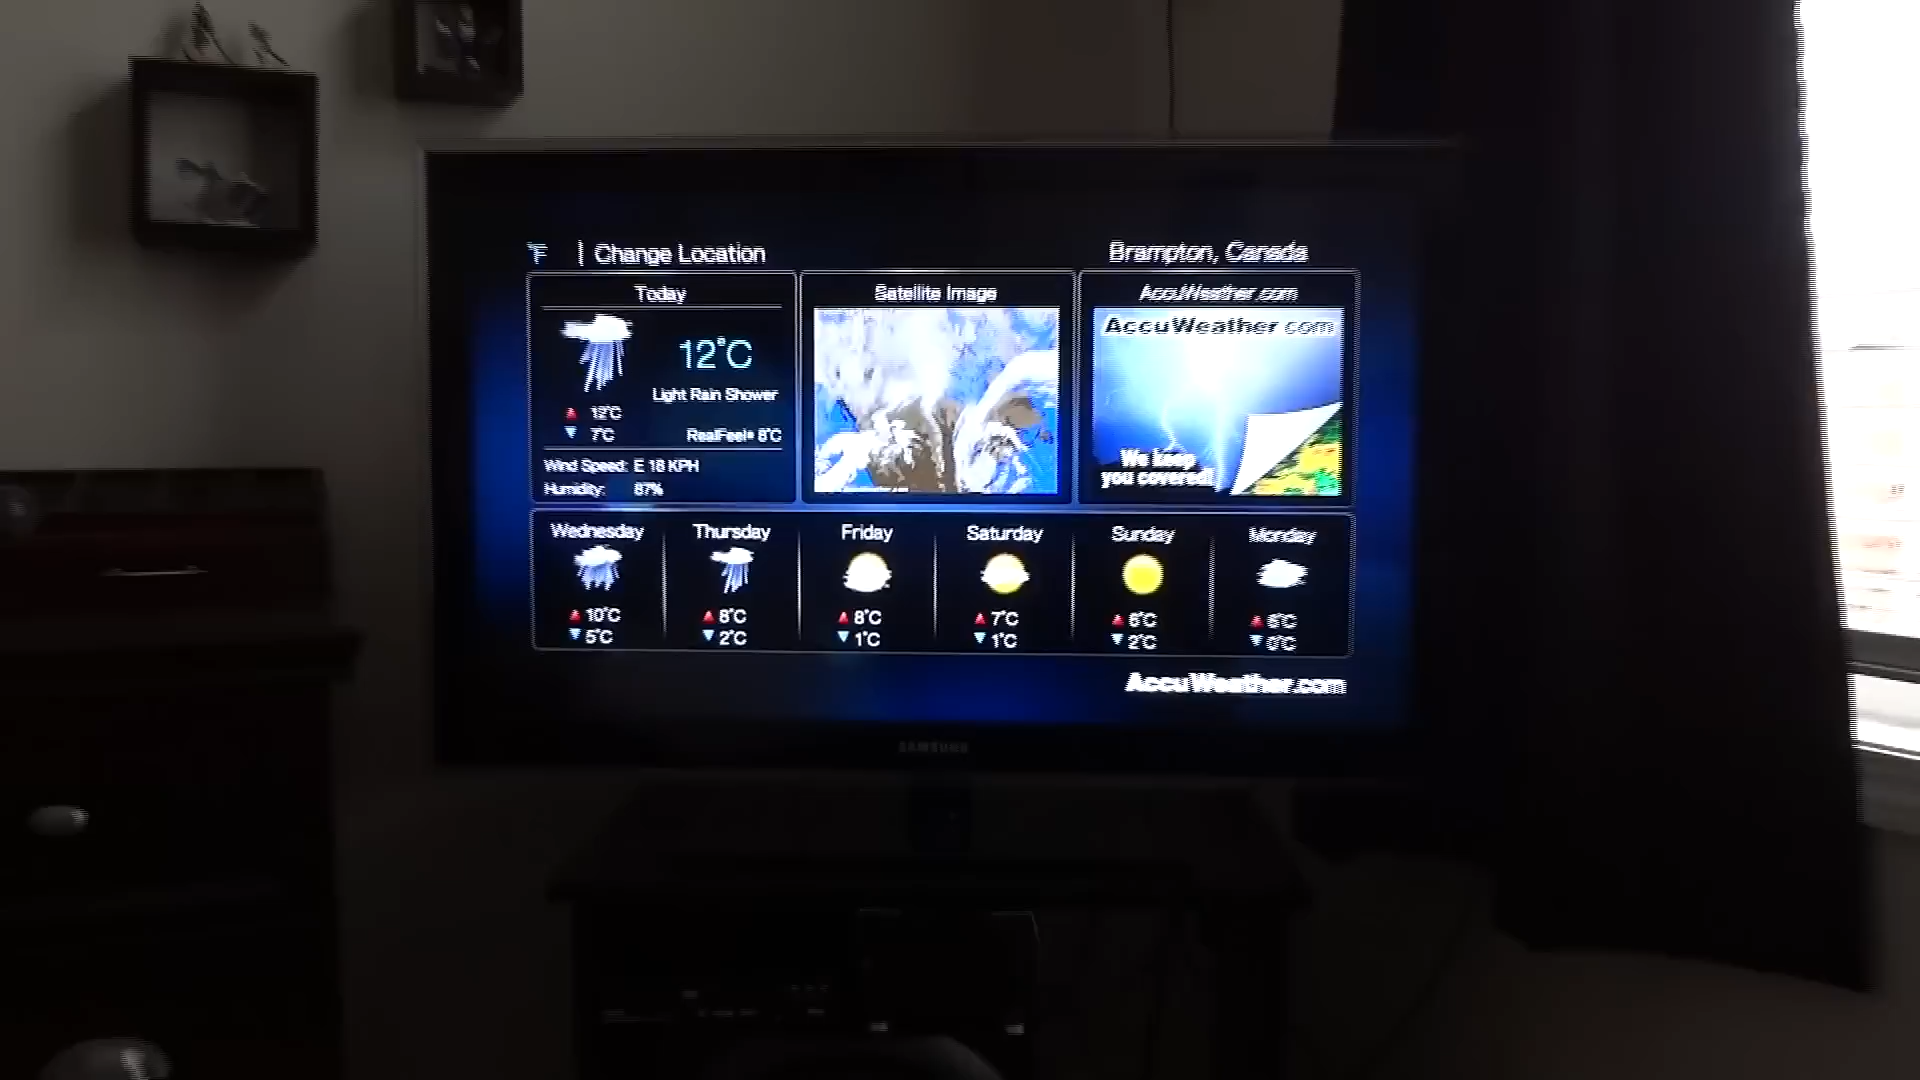 °F | Change Location
Brampton, Canada
Today
12°C
Light Rain Shower
12°C
7°C
RealFeel® 8°C
Wind Speed: E 18 KPH
Humidity: 87%
Satellite Image
AccuWeather.com
AccuWeather.com
We keep
you covered!
Wednesday
10°C
5°C
Thursday
8°C
2°C
Friday
8°C
1°C
Saturday
7°C
1°C
Sunday
6°C
2°C
Monday
6°C
0°C
AccuWeather.com
SAMSUNG